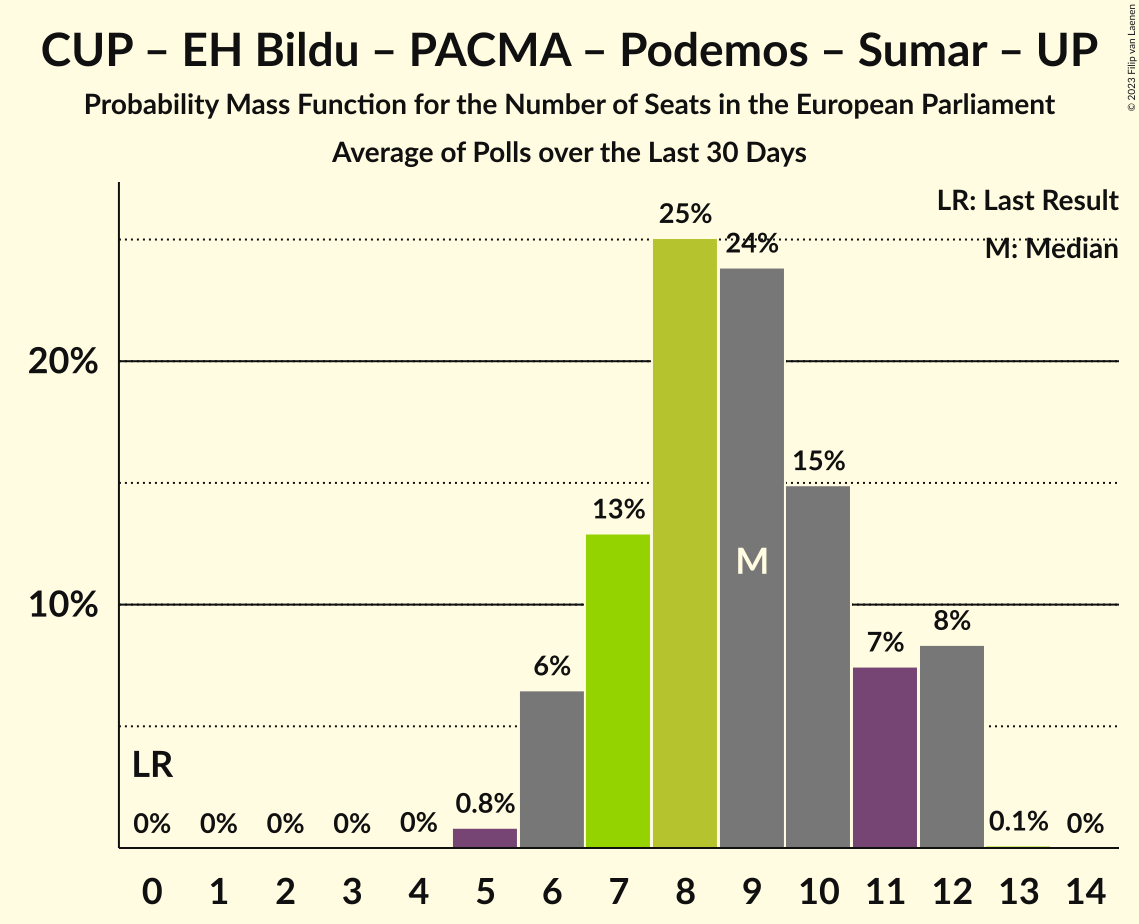 CUP – EH Bildu – PACMA – Podemos – Sumar – UP
Probability Mass Function for the Number of Seats in the European Parliament
Average of Polls over the Last 30 Days
© 2023 Filip van Laenen
LR: Last Result
M: Median
25%
24%
20%
15%
13%
M
10%
8%
7%
6%
LR
0% 0% 0% 0% 0% 0.8% 0.1% 0%
0 1 2 3 4 5 6 7 8 9 10 11 12 13 14